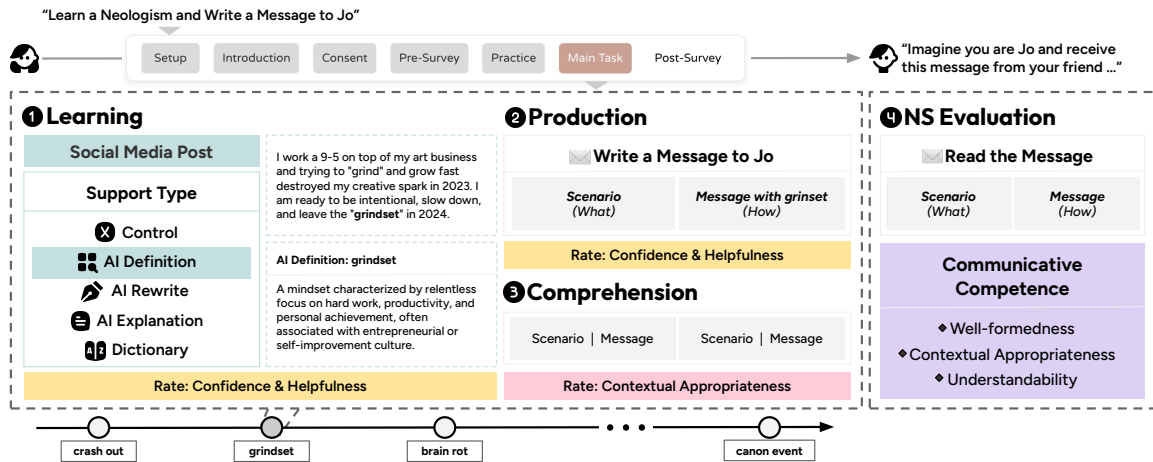 “Learn a Neologism and Write a Message to Jo”
Setup
Introduction
Consent
Pre-Survey
Practice
Main Task
Post-Survey
“Imagine you are Jo and receive
this message from your friend ...”
1 Learning
Social Media Post
Support Type
Control
AI Definition
AI Rewrite
AI Explanation
A Z Dictionary
I work a 9-5 on top of my art business
and trying to "grind" and grow fast
destroyed my creative spark in 2023. I
am ready to be intentional, slow down,
and leave the "grindset" in 2024.
AI Definition: grindset
A mindset characterized by relentless
focus on hard work, productivity, and
personal achievement, often
associated with entrepreneurial or
self-improvement culture.
Rate: Confidence & Helpfulness
2 Production
Write a Message to Jo
Scenario
(What)
Message with grinset
(How)
Rate: Confidence & Helpfulness
3 Comprehension
Scenario | Message
Scenario | Message
Rate: Contextual Appropriateness
4 NS Evaluation
Read the Message
Scenario
(What)
Message
(How)
Communicative
Competence
Well-formedness
Contextual Appropriateness
Understandability
crash out
grindset
brain rot
canon event